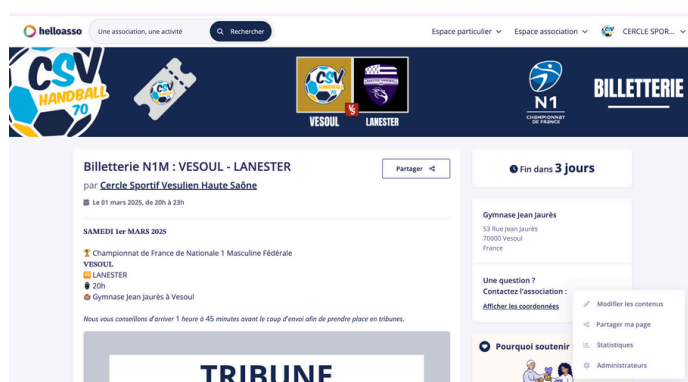 helloasso
Une association, une activité
Rechercher
Espace particulier
Espace association
CERCLE SPOR...
CSV
HANDBALL
70
CSV
HANDBALL
VS
VESOUL
LANESTER
N1
CHAMPIONNAT
DE FRANCE
BILLETTERIE
Billetterie N1M : VESOUL - LANESTER
Partager
par Cercle Sportif Vesulien Haute Saône
Le 01 mars 2025, de 20h à 23h
SAMEDI 1er MARS 2025
Championnat de France de Nationale 1 Masculine Fédérale
VESOUL
🆚 LANESTER
20h
Gymnase Jean Jaurès à Vesoul
Nous vous conseillons d'arriver 1 heure à 45 minutes avant le coup d'envoi afin de prendre place en tribunes.
TRIBUNE
Fin dans 3 jours
Gymnase Jean Jaurès
53 Rue Jean Jaurès
70000 Vesoul
France
Une question ?
Contactez l'association :
Afficher les coordonnées
Pourquoi soutenir
Modifier les contenus
Partager ma page
Statistiques
Administrateurs